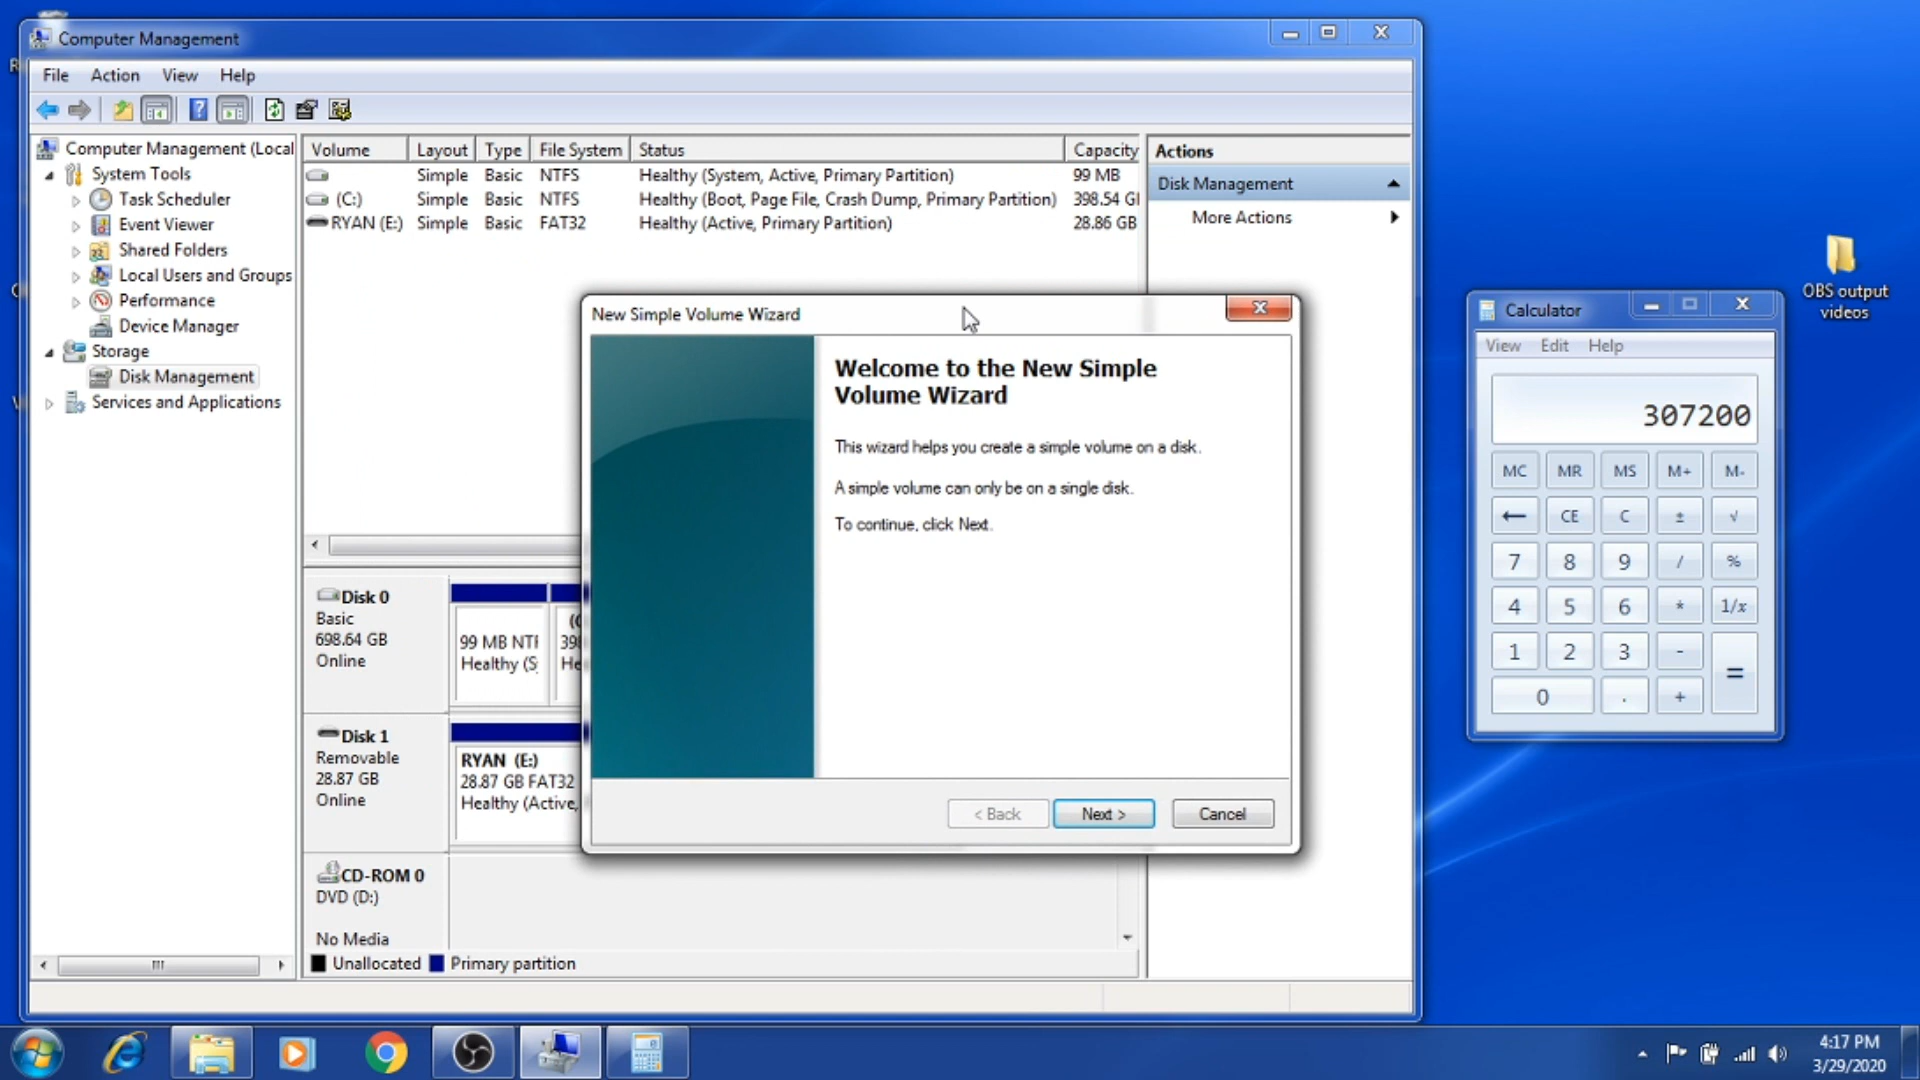 Computer Management
File Action View Help
Computer Management (Local
System Tools
Task Scheduler
Event Viewer
Shared Folders
Local Users and Groups
Performance
Device Manager
Storage
Disk Management
Services and Applications
Volume Layout Type File System Status Capacity
Simple Basic NTFS Healthy (System, Active, Primary Partition) 99 MB
(C:) Simple Basic NTFS Healthy (Boot, Page File, Crash Dump, Primary Partition) 398.54 G
RYAN (E:) Simple Basic FAT32 Healthy (Active, Primary Partition) 28.86 GB
Actions
Disk Management
More Actions
New Simple Volume Wizard
Welcome to the New Simple
Volume Wizard
This wizard helps you create a simple volume on a disk.
A simple volume can only be on a single disk.
To continue, click Next.
< Back Next > Cancel
Disk 0
Basic
698.64 GB
Online
99 MB NTF
Healthy (S
(C
398
He
Disk 1
Removable
28.87 GB
Online
RYAN (E:)
28.87 GB FAT32
Healthy (Active,
CD-ROM 0
DVD (D:)
No Media
Unallocated Primary partition
Calculator
View Edit Help
307200
MC MR MS M+ M-
← CE C ± √
7 8 9 / %
4 5 6 * 1/x
1 2 3 - =
0 . +
OBS output
videos
4:17 PM
3/29/2020